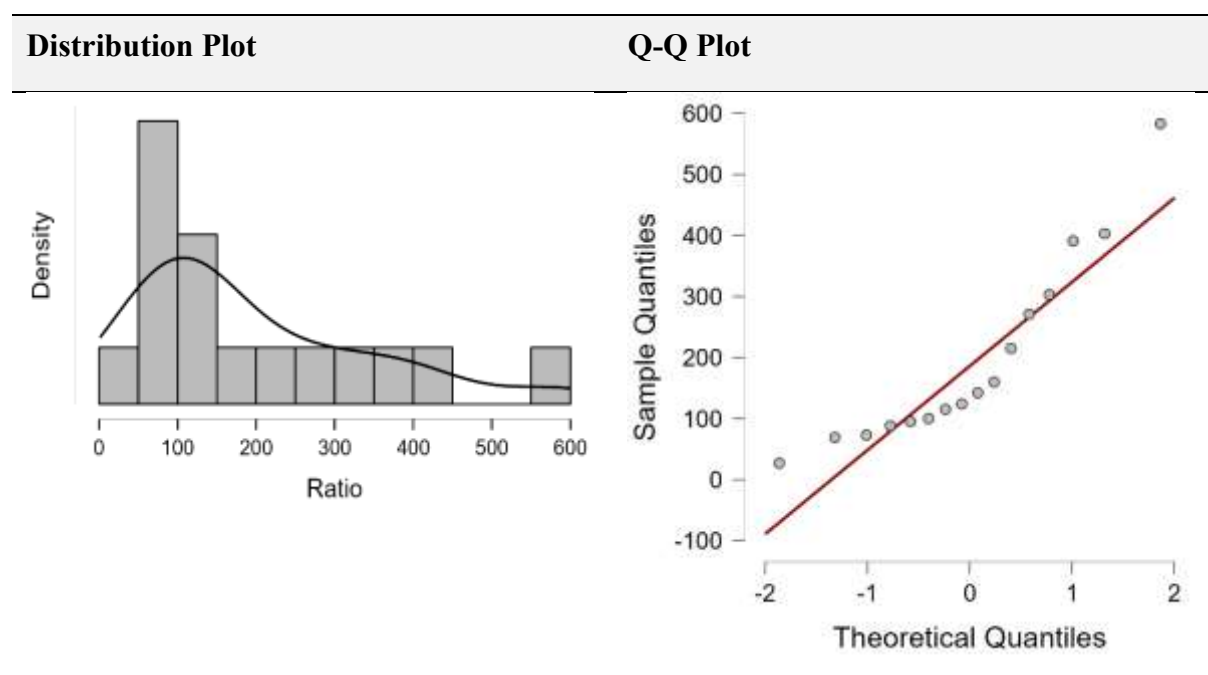 Distribution Plot
Q-Q Plot
Density
0 100 200 300 400 500 600
Ratio
600
500
400
300
200
100
0
-100
Sample Quantiles
-2 -1 0 1 2
Theoretical Quantiles